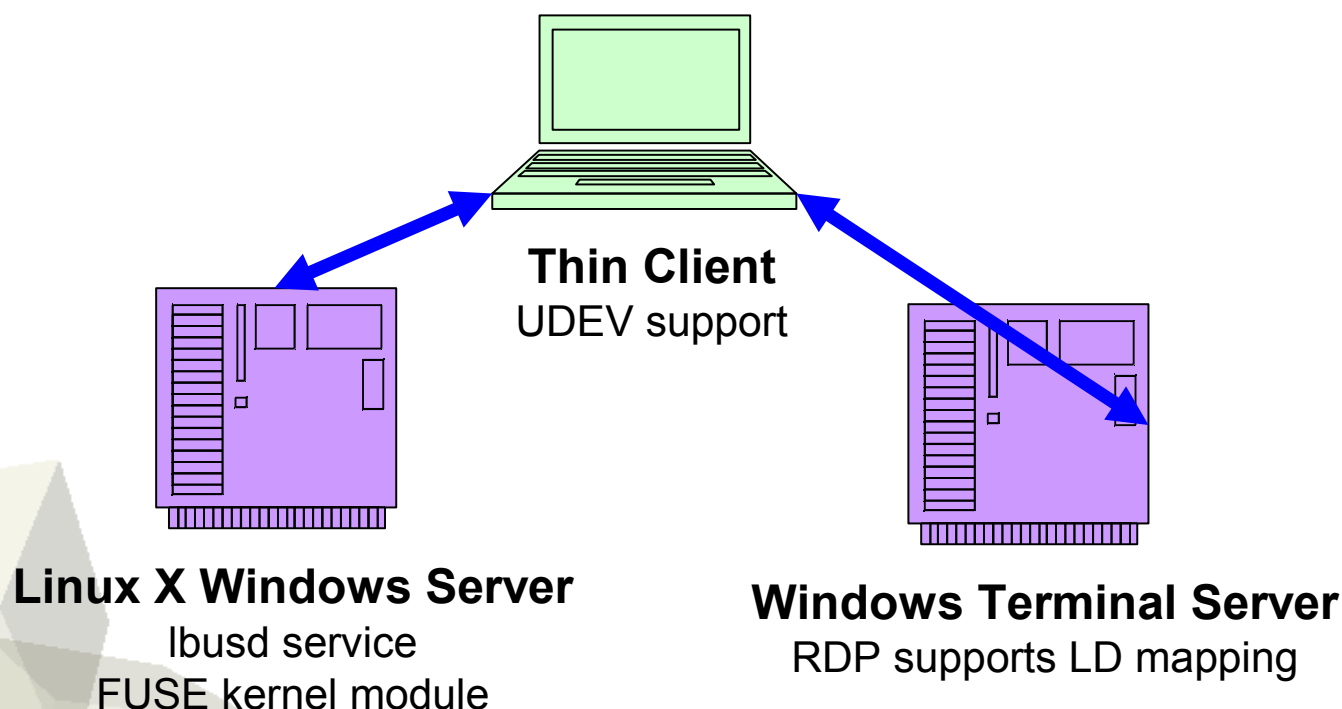 Thin Client
UDEV support
Linux X Windows Server
lbusd service
FUSE kernel module
Windows Terminal Server
RDP supports LD mapping